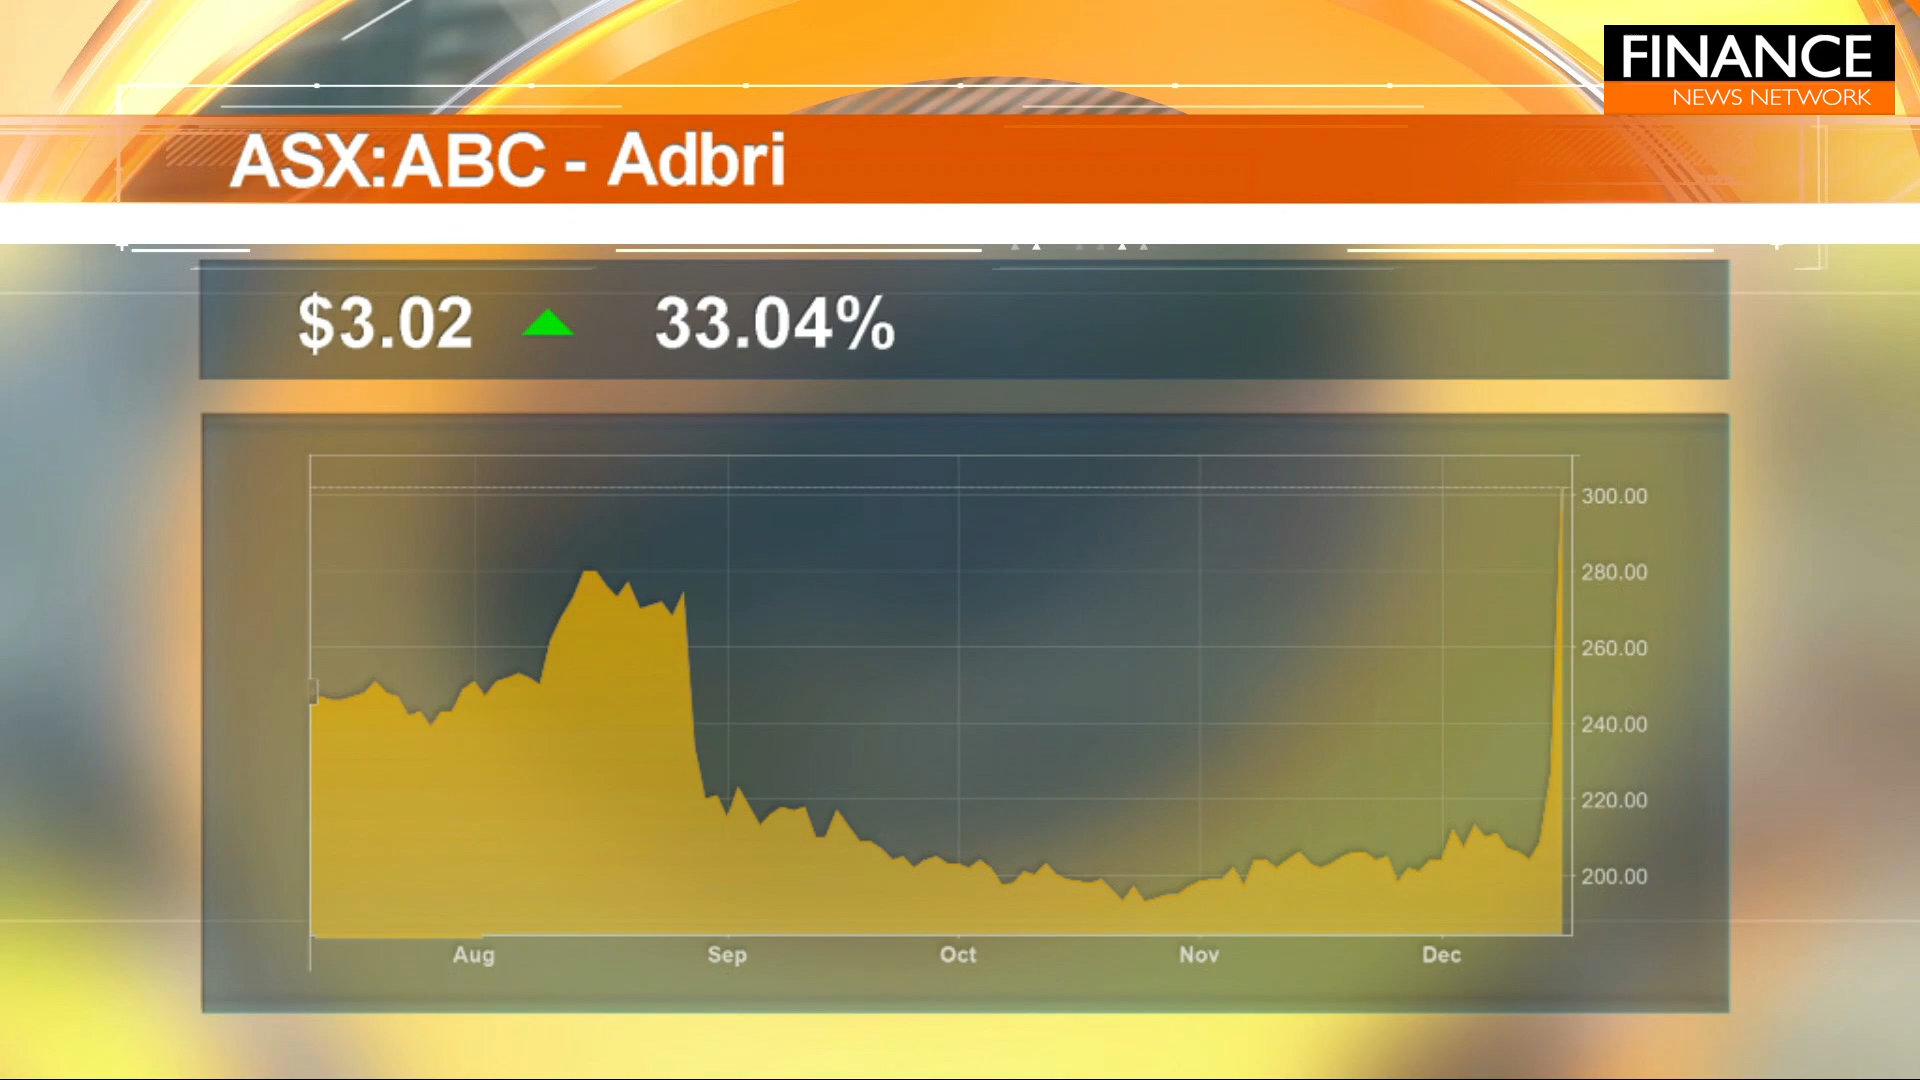 FINANCE
NEWS NETWORK
ASX:ABC - Adbri
$3.02 33.04%
300.00
280.00
260.00
240.00
220.00
200.00
Aug Sep Oct Nov Dec